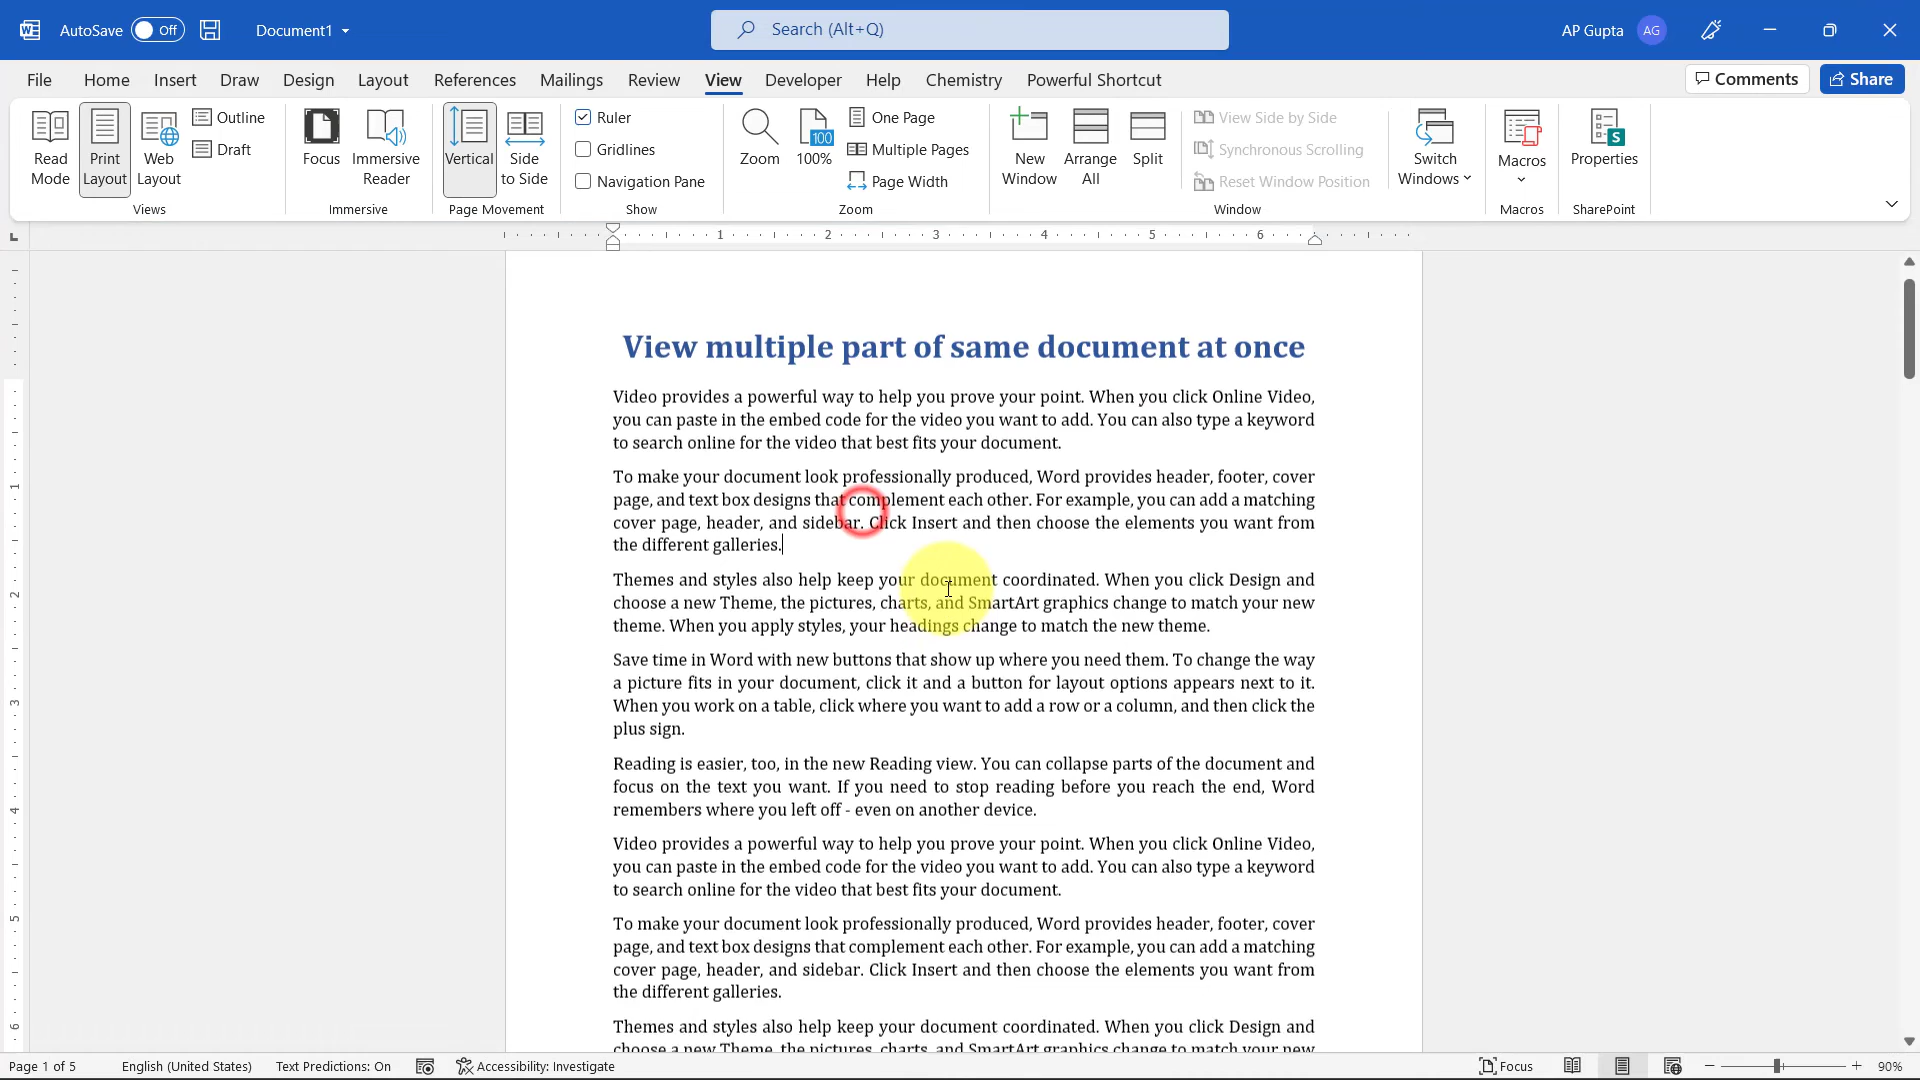 AutoSave Off Document1 Search (Alt+Q) AP Gupta AG
File Home Insert Draw Design Layout References Mailings Review View Developer Help Chemistry Powerful Shortcut Comments Share
Read Mode
Print Layout
Web Layout
Outline
Draft
Views
Focus
Immersive Reader
Immersive
Vertical
Side to Side
Page Movement
Ruler
Gridlines
Navigation Pane
Show
Zoom
100
100%
One Page
Multiple Pages
Page Width
Zoom
New Window
Arrange All
Split
View Side by Side
Synchronous Scrolling
Reset Window Position
Switch Windows
Window
Macros
Macros
S
Properties
SharePoint
1 2 3 4 5 6
View multiple part of same document at once
Video provides a powerful way to help you prove your point. When you click Online Video,
you can paste in the embed code for the video you want to add. You can also type a keyword
to search online for the video that best fits your document.
To make your document look professionally produced, Word provides header, footer, cover
page, and text box designs that complement each other. For example, you can add a matching
cover page, header, and sidebar. Click Insert and then choose the elements you want from
the different galleries.
Themes and styles also help keep your document coordinated. When you click Design and
choose a new Theme, the pictures, charts, and SmartArt graphics change to match your new
theme. When you apply styles, your headings change to match the new theme.
Save time in Word with new buttons that show up where you need them. To change the way
a picture fits in your document, click it and a button for layout options appears next to it.
When you work on a table, click where you want to add a row or a column, and then click the
plus sign.
Reading is easier, too, in the new Reading view. You can collapse parts of the document and
focus on the text you want. If you need to stop reading before you reach the end, Word
remembers where you left off - even on another device.
Video provides a powerful way to help you prove your point. When you click Online Video,
you can paste in the embed code for the video you want to add. You can also type a keyword
to search online for the video that best fits your document.
To make your document look professionally produced, Word provides header, footer, cover
page, and text box designs that complement each other. For example, you can add a matching
cover page, header, and sidebar. Click Insert and then choose the elements you want from
the different galleries.
Themes and styles also help keep your document coordinated. When you click Design and
choose a new Theme, the pictures, charts, and SmartArt graphics change to match your new
1
2
3
4
5
6
Page 1 of 5 English (United States) Text Predictions: On Accessibility: Investigate Focus 90%